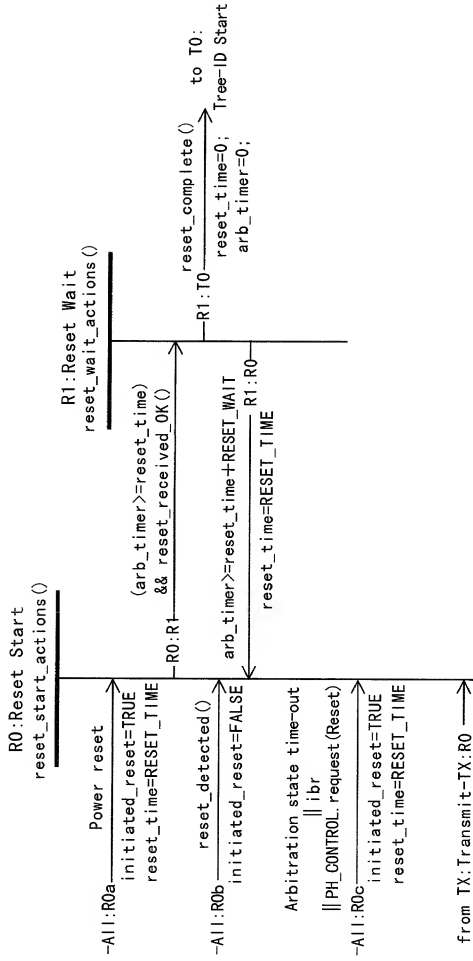 R0:Reset Start
reset_start_actions()
-All:R0a
Power reset
initiated_reset=TRUE
reset_time=RESET_TIME
R0:R1
(arb_timer>=reset_time)
&& reset_received_OK()
-All:R0b
reset_detected()
initiated_reset=FALSE
arb_timer>=reset_time+RESET_WAIT
R1:R0
reset_time=RESET_TIME
Arbitration state time-out
|| ibr
|| PH_CONTROL.request(Reset)
-All:R0c
initiated_reset=TRUE
reset_time=RESET_TIME
from TX:Transmit-TX:R0
R1:Reset Wait
reset_wait_actions()
R1:T0
reset_complete()
reset_time=0;
arb_timer=0;
to T0:
Tree-ID Start